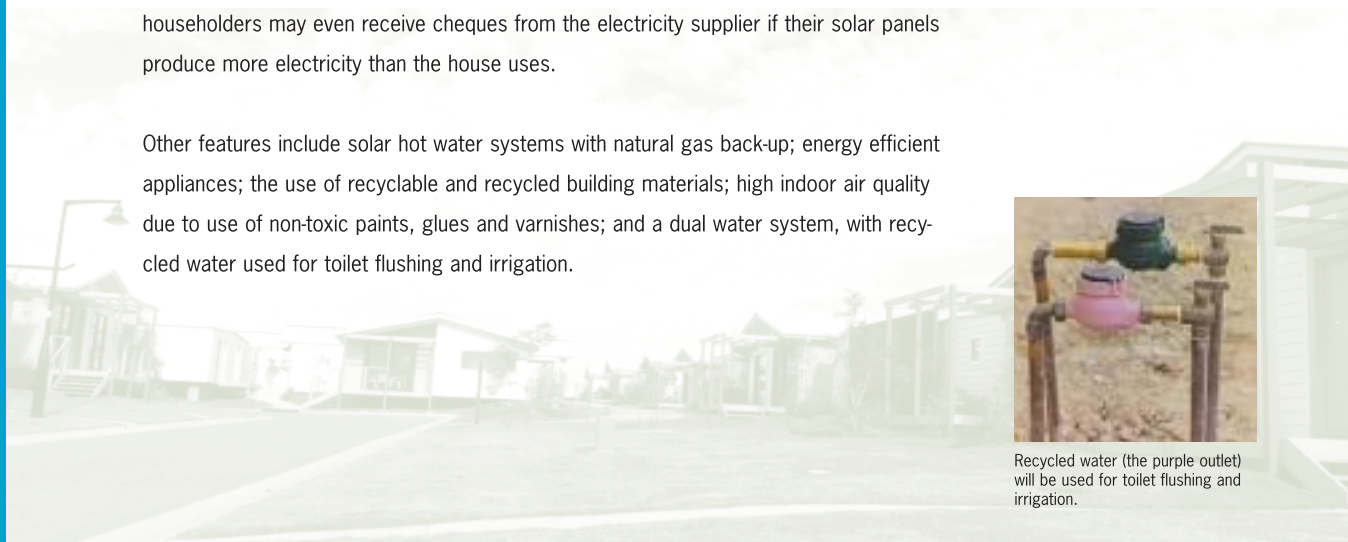 householders may even receive cheques from the electricity supplier if their solar panels
produce more electricity than the house uses.
Other features include solar hot water systems with natural gas back-up; energy efficient
appliances; the use of recyclable and recycled building materials; high indoor air quality
due to use of non-toxic paints, glues and varnishes; and a dual water system, with recy-
cled water used for toilet flushing and irrigation.
Recycled water (the purple outlet)
will be used for toilet flushing and
irrigation.